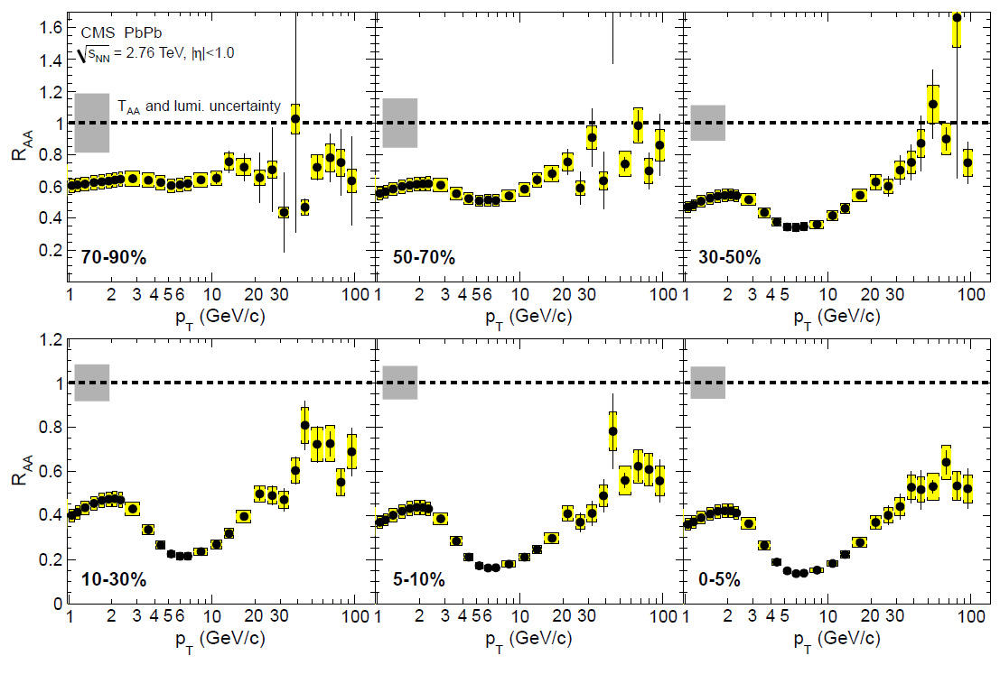 CMS PbPb
√sNN = 2.76 TeV, |η|<1.0
TAA and lumi. uncertainty
RAA
1.6
1.4
1.2
1
0.8
0.6
0.4
0.2
70-90%
50-70%
30-50%
1 2 3 4 5 6 10 20 30 100
1 2 3 4 5 6 10 20 30 100
1 2 3 4 5 6 10 20 30 100
pT (GeV/c)
pT (GeV/c)
pT (GeV/c)
RAA
1.2
1
0.8
0.6
0.4
0.2
0
10-30%
5-10%
0-5%
1 2 3 4 5 6 10 20 30 100
1 2 3 4 5 6 10 20 30 100
1 2 3 4 5 6 10 20 30 100
pT (GeV/c)
pT (GeV/c)
pT (GeV/c)